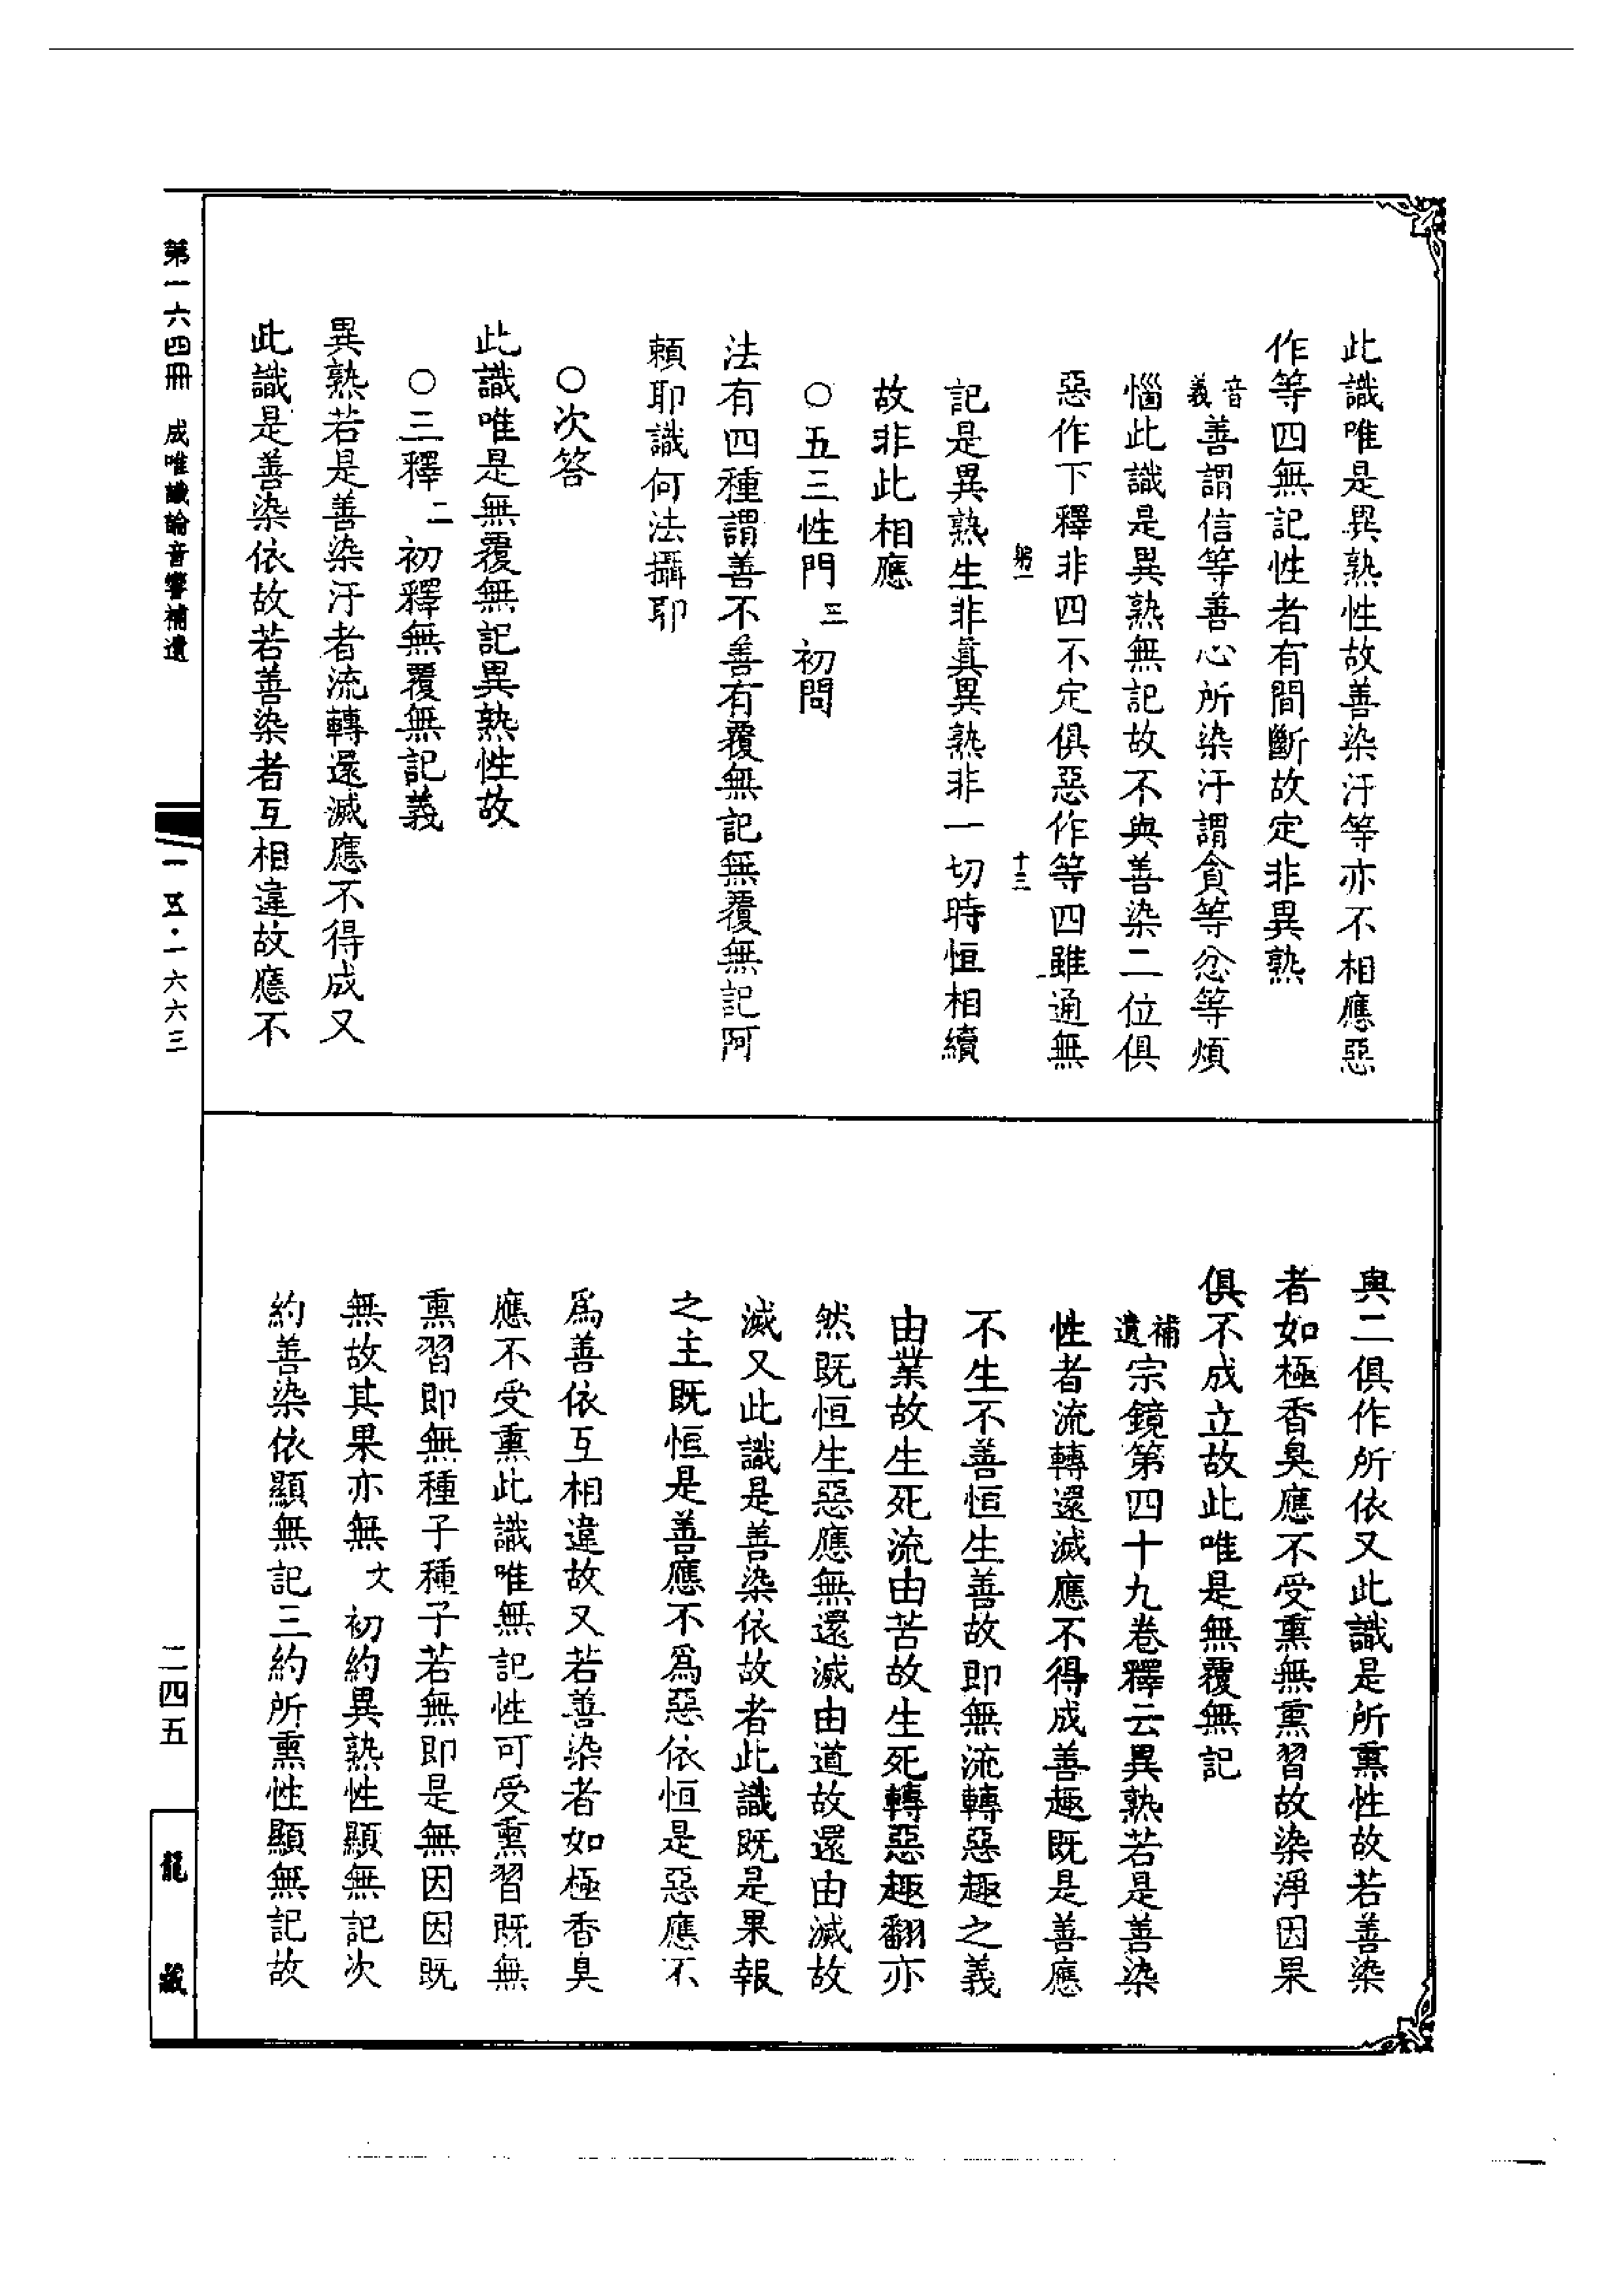 此識唯是異熟性故善染汙等亦不相應惡
作等四無記性者有間斷故定非異熟
音義善謂信等善心所染汙謂貪等忿等煩
惱此識是異熟無記故不與善染二位俱
惡作下釋非四不定俱惡作等四雖通無
十三
記是異熟生非眞異熟非一切時恒相續
故非此相應
○五三性門三初問
法有四種謂善不善有覆無記無覆無記阿
賴耶識何法攝耶
○次答
此識唯是無覆無記異熟性故
○三釋二初釋無覆無記義
異熟若是善染汙者流轉還滅應不得成又
此識是善染依故若善染者互相違故應不
與二俱作所依又此識是所熏性故若善染
者如極香臭應不受熏無熏習故染淨因果
俱不成立故此唯是無覆無記
補遺宗鏡第四十九卷釋云異熟若是善染
性者流轉還滅應不得成善趣既是善應
不生不善恒生善故即無流轉惡趣之義
由業故生死流由苦故生死轉惡趣翻亦
然既恒生惡應無還滅由道故還由滅故
滅又此識是善染依故者此識既是果報
之主既恒是善應不爲惡依恒是惡應不
爲善依互相違故又若善染者如極香臭
應不受熏此識唯無記性可受熏習既無
熏習即無種子種子若無即是無因因既
無故其果亦無文初約異熟性顯無記次
約善染依顯無記三約所熏性顯無記故
第一六四冊 成唯識論音響補遺
一五·一六六三
二四五
龍藏